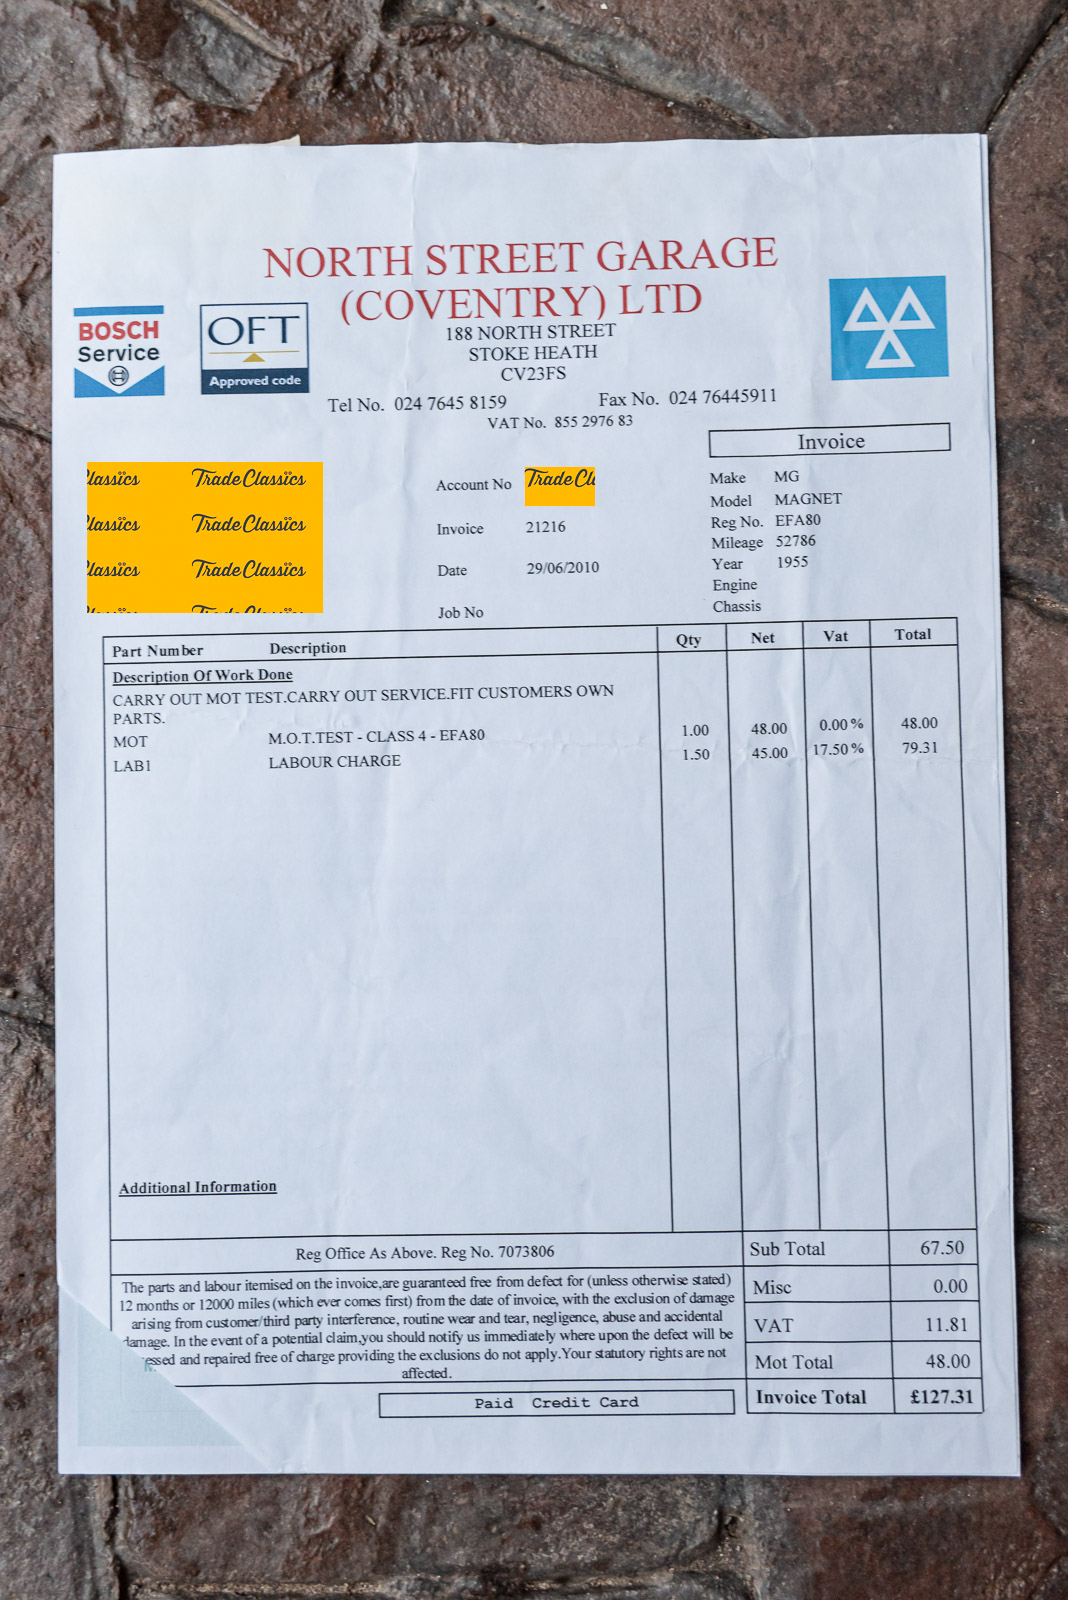 NORTH STREET GARAGE
(COVENTRY) LTD
188 NORTH STREET
STOKE HEATH
CV23FS
Tel No. 024 7645 8159 Fax No. 024 76445911
VAT No. 855 2976 83
BOSCH
Service
OFT
Approved code
Invoice
lassics TradeClassics
lassics TradeClassics
lassics TradeClassics
lassics TradeClassics
Account No TradeCl
Invoice 21216
Date 29/06/2010
Job No
Make MG
Model MAGNET
Reg No. EFA80
Mileage 52786
Year 1955
Engine
Chassis
Part Number Description Qty Net Vat Total
Description Of Work Done
CARRY OUT MOT TEST.CARRY OUT SERVICE.FIT CUSTOMERS OWN
PARTS.
MOT M.O.T.TEST - CLASS 4 - EFA80 1.00 48.00 0.00% 48.00
LAB1 LABOUR CHARGE 1.50 45.00 17.50% 79.31
Additional Information
Reg Office As Above. Reg No. 7073806
The parts and labour itemised on the invoice,are guaranteed free from defect for (unless otherwise stated)
12 months or 12000 miles (which ever comes first) from the date of invoice, with the exclusion of damage
arising from customer/third party interference, routine wear and tear, negligence, abuse and accidental
damage. In the event of a potential claim,you should notify us immediately where upon the defect will be
essed and repaired free of charge providing the exclusions do not apply.Your statutory rights are not
affected.
Sub Total 67.50
Misc 0.00
VAT 11.81
Mot Total 48.00
Invoice Total £127.31
Paid Credit Card